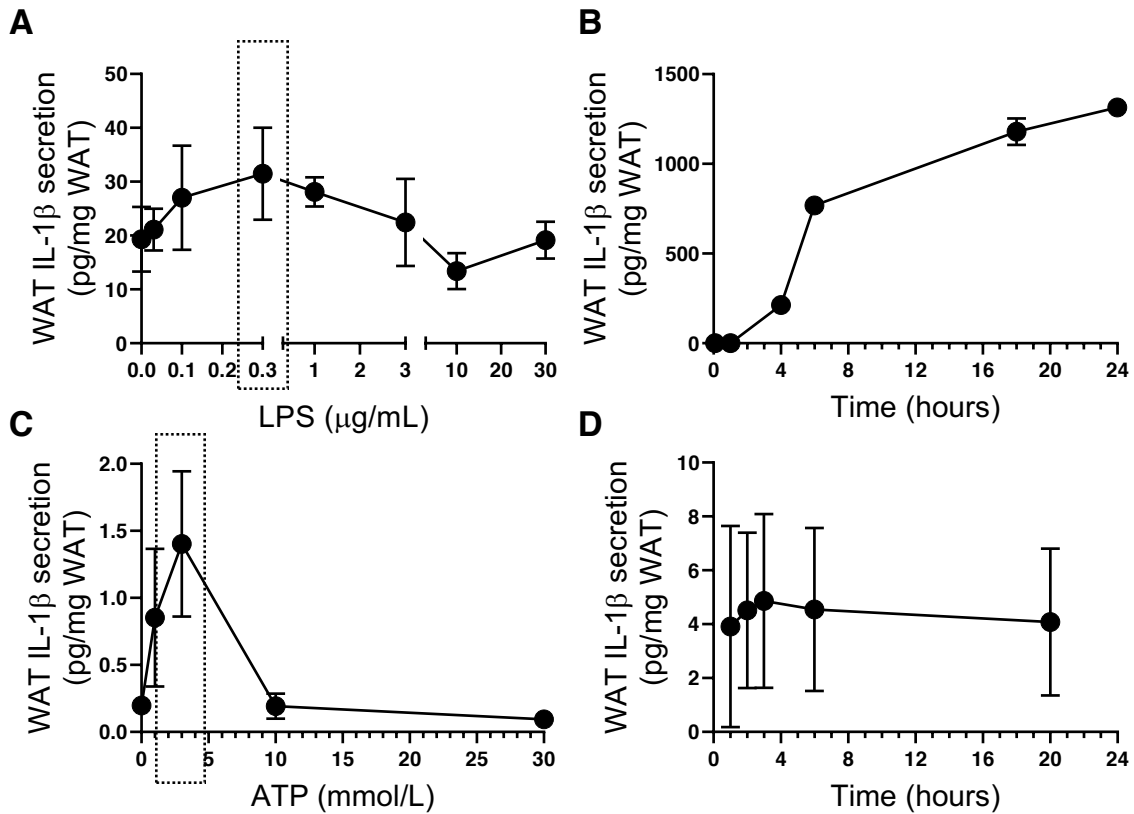 A
WAT IL-1β secretion
(pg/mg WAT)
50
40
30
20
10
0
0.0 0.1 0.2 0.3 1 2 3 10 20 30
LPS (μg/mL)
B
WAT IL-1β secretion
(pg/mg WAT)
1500
1000
500
0
0 4 8 12 16 20 24
Time (hours)
C
WAT IL-1β secretion
(pg/mg WAT)
2.0
1.5
1.0
0.5
0.0
0 5 10 15 20 25 30
ATP (mmol/L)
D
WAT IL-1β secretion
(pg/mg WAT)
10
8
6
4
2
0
0 4 8 12 16 20 24
Time (hours)